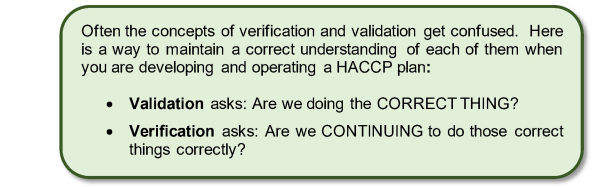 Often the concepts of verification and validation get confused. Here
is a way to maintain a correct understanding of each of them when
you are developing and operating a HACCP plan:
• Validation asks: Are we doing the CORRECT THING?
• Verification asks: Are we CONTINUING to do those correct
things correctly?